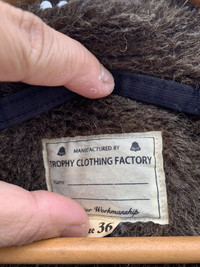 MANUFACTURED BY
TROPHY CLOTHING FACTORY
Name
Workmanship
36